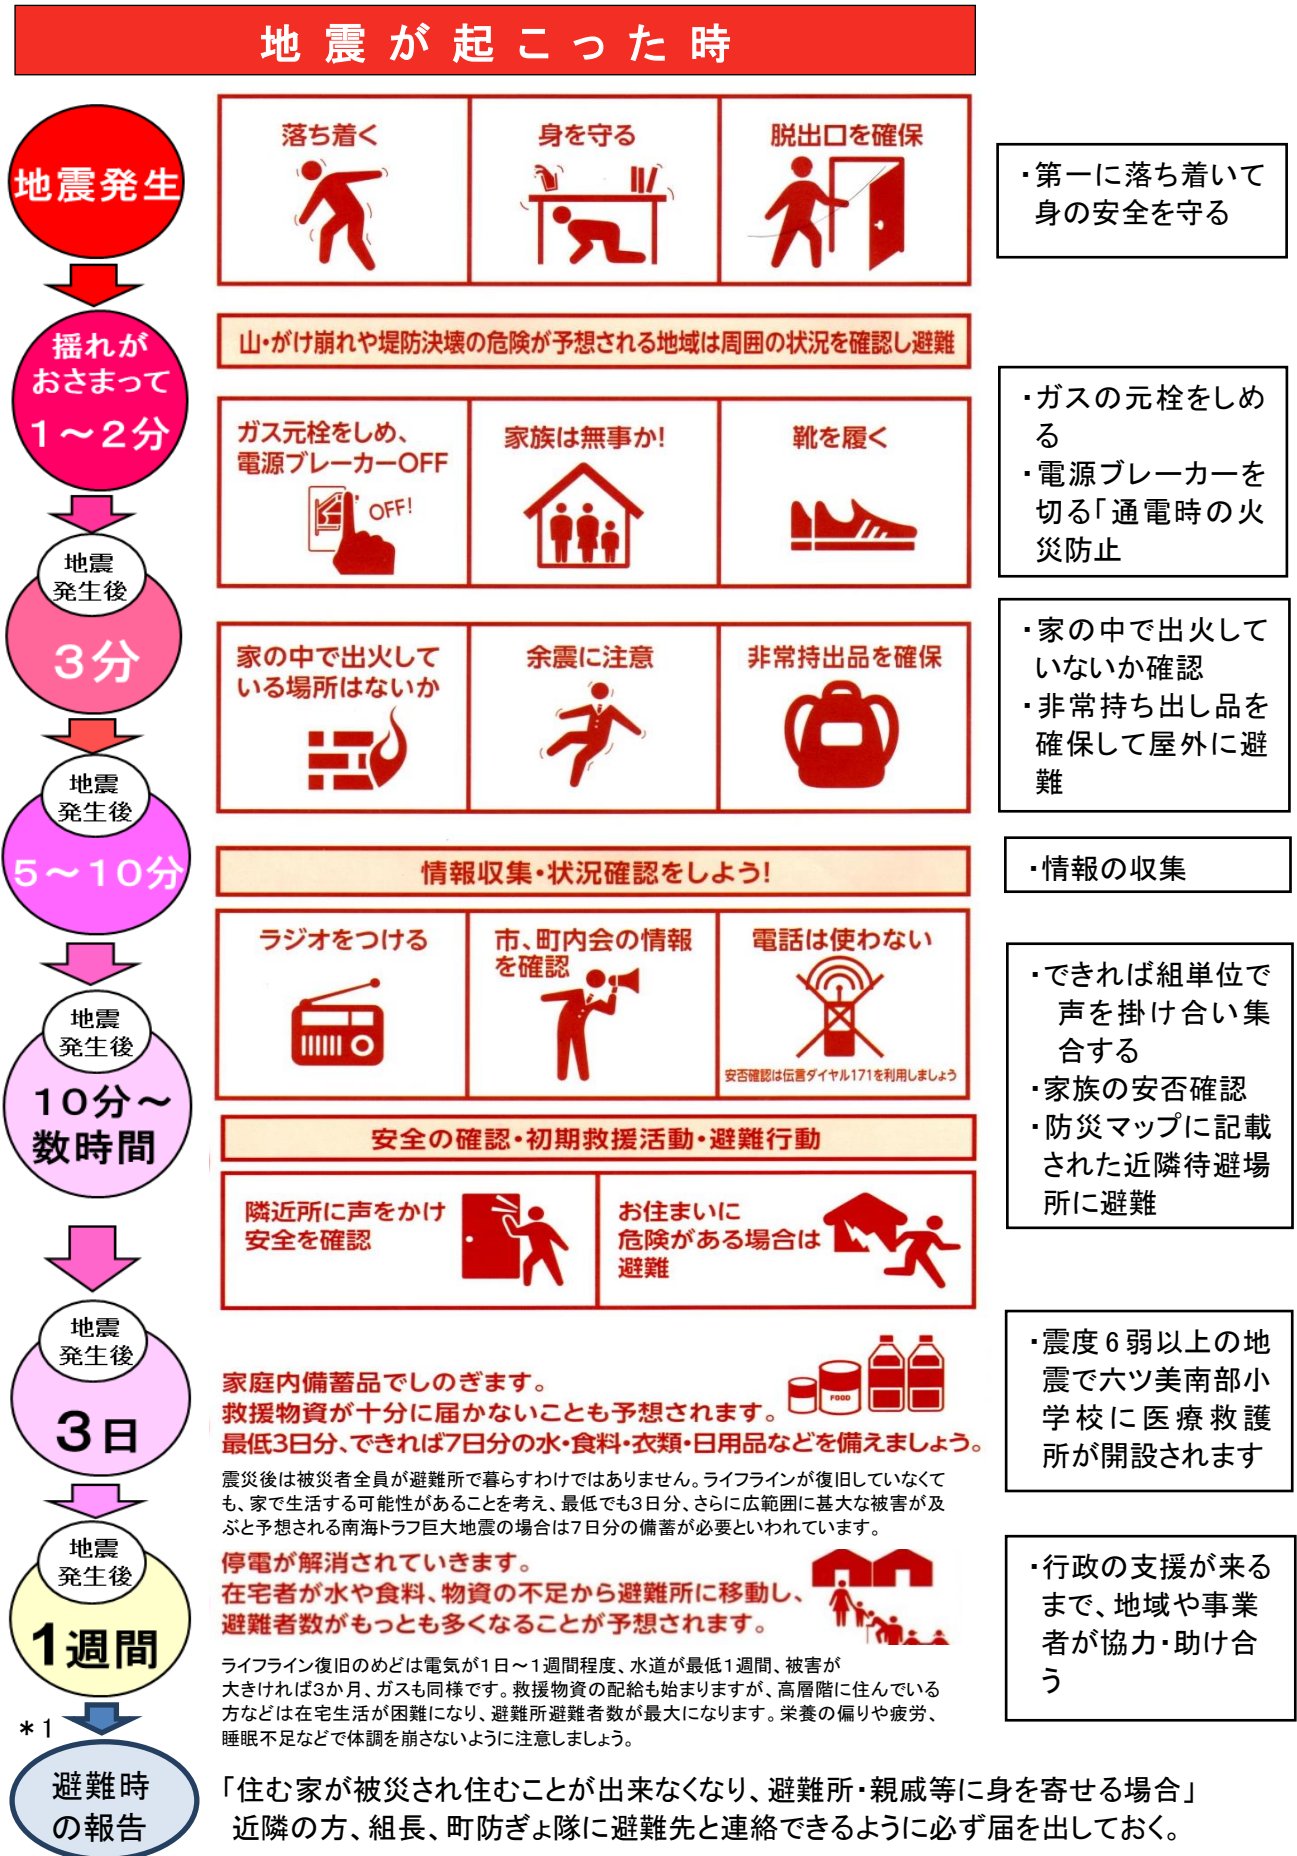 地震が起こった時
地震発生
落ち着く
身を守る
脱出口を確保
・第一に落ち着いて
身の安全を守る
山・がけ崩れや堤防決壊の危険が予想される地域は周囲の状況を確認し避難
揺れが
おさまって
1～2分
ガス元栓をしめ、
電源ブレーカーOFF
OFF!
家族は無事か!
靴を履く
・ガスの元栓をしめ
る
・電源ブレーカーを
切る「通電時の火
災防止
地震
発生後
3分
家の中で出火して
いる場所はないか
余震に注意
非常持出品を確保
・家の中で出火して
いないか確認
・非常持ち出し品を
確保して屋外に避
難
地震
発生後
5～10分
情報収集・状況確認をしよう!
・情報の収集
ラジオをつける
市、町内会の情報
を確認
電話は使わない
安否確認は伝言ダイヤル171を利用しましょう
地震
発生後
10分～
数時間
・できれば組単位で
声を掛け合い集
合する
・家族の安否確認
・防災マップに記載
された近隣待避場
所に避難
安全の確認・初期救援活動・避難行動
隣近所に声をかけ
安全を確認
お住まいに
危険がある場合は
避難
地震
発生後
3日
家庭内備蓄品でしのぎます。
救援物資が十分に届かないことも予想されます。
FOOD
最低3日分、できれば7日分の水・食料・衣類・日用品などを備えましょう。
震災後は被災者全員が避難所で暮らすわけではありません。ライフラインが復旧していなくて
も、家で生活する可能性があることを考え、最低でも3日分、さらに広範囲に甚大な被害が及
ぶと予想される南海トラフ巨大地震の場合は7日分の備蓄が必要といわれています。
・震度6弱以上の地
震で六ツ美南部小
学校に医療救護
所が開設されます
地震
発生後
1週間
停電が解消されていきます。
在宅者が水や食料、物資の不足から避難所に移動し、
避難者数がもっとも多くなることが予想されます。
ライフライン復旧のめどは電気が1日～1週間程度、水道が最低1週間、被害が
大きければ3か月、ガスも同様です。救援物資の配給も始まりますが、高層階に住んでいる
方などは在宅生活が困難になり、避難所避難者数が最大になります。栄養の偏りや疲労、
睡眠不足などで体調を崩さないように注意しましょう。
・行政の支援が来る
まで、地域や事業
者が協力・助け合
う
＊1
避難時
の報告
「住む家が被災され住むことが出来なくなり、避難所・親戚等に身を寄せる場合」
近隣の方、組長、町防ぎょ隊に避難先と連絡できるように必ず届を出しておく。